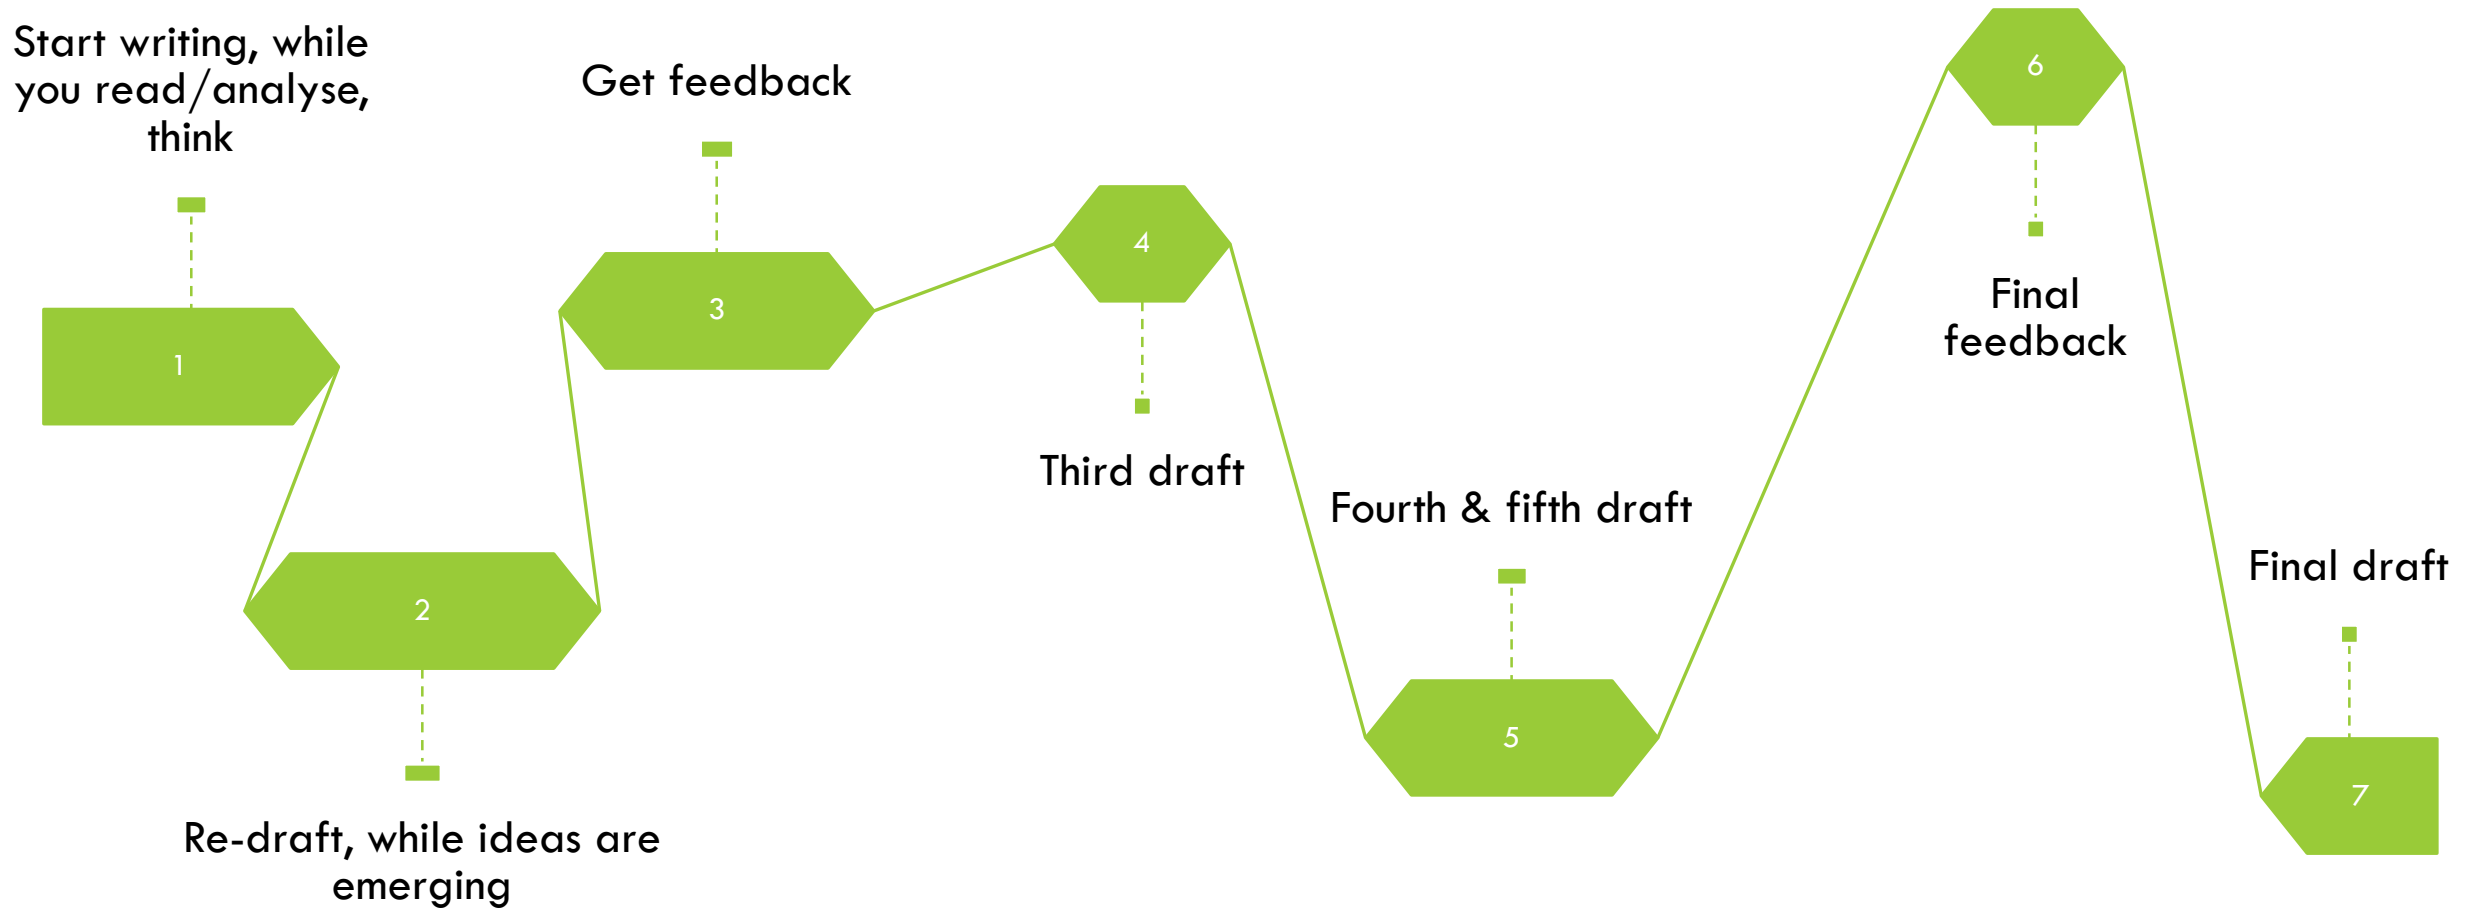 Start writing, while
you read/analyse,
think
1
2
Re-draft, while ideas are
emerging
Get feedback
3
4
Third draft
Fourth & fifth draft
5
6
Final
feedback
Final draft
7